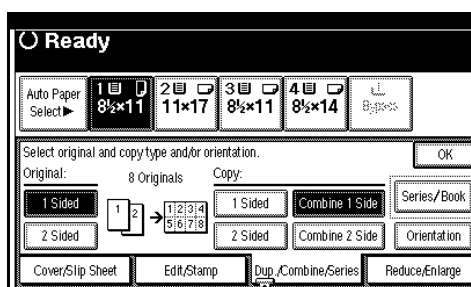 Ready
Auto Paper Select▶
1 8½×11
2 11×17
3 8½×11
4 8½×14
Select original and copy type and/or orientation.
OK
Original:
8 Originals
Copy:
1 Sided
1 2
1 2 3 4
5 6 7 8
1 Sided
Combine 1 Side
Series/Book
2 Sided
2 Sided
Combine 2 Side
Orientation
Cover/Slip Sheet
Edit/Stamp
Dup./Combine/Series
Reduce/Enlarge